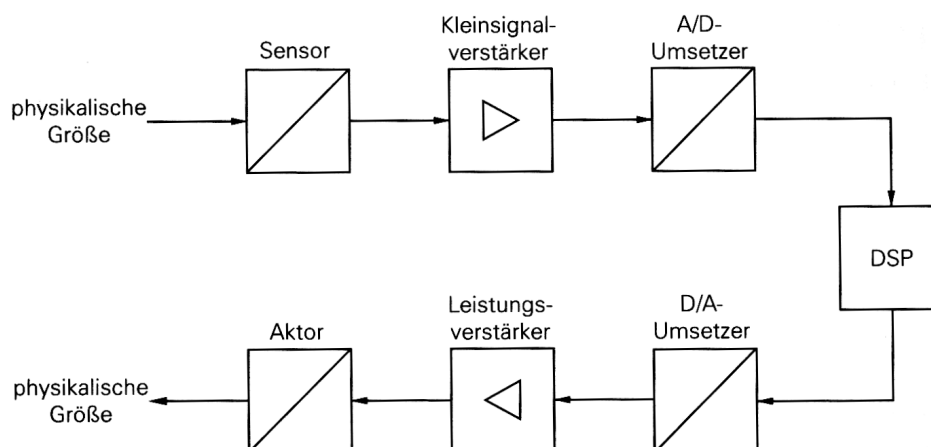 Kleinsignal-
verstärker
A/D-
Umsetzer
Sensor
physikalische
Größe
DSP
Leistungs-
verstärker
D/A-
Umsetzer
Aktor
physikalische
Größe